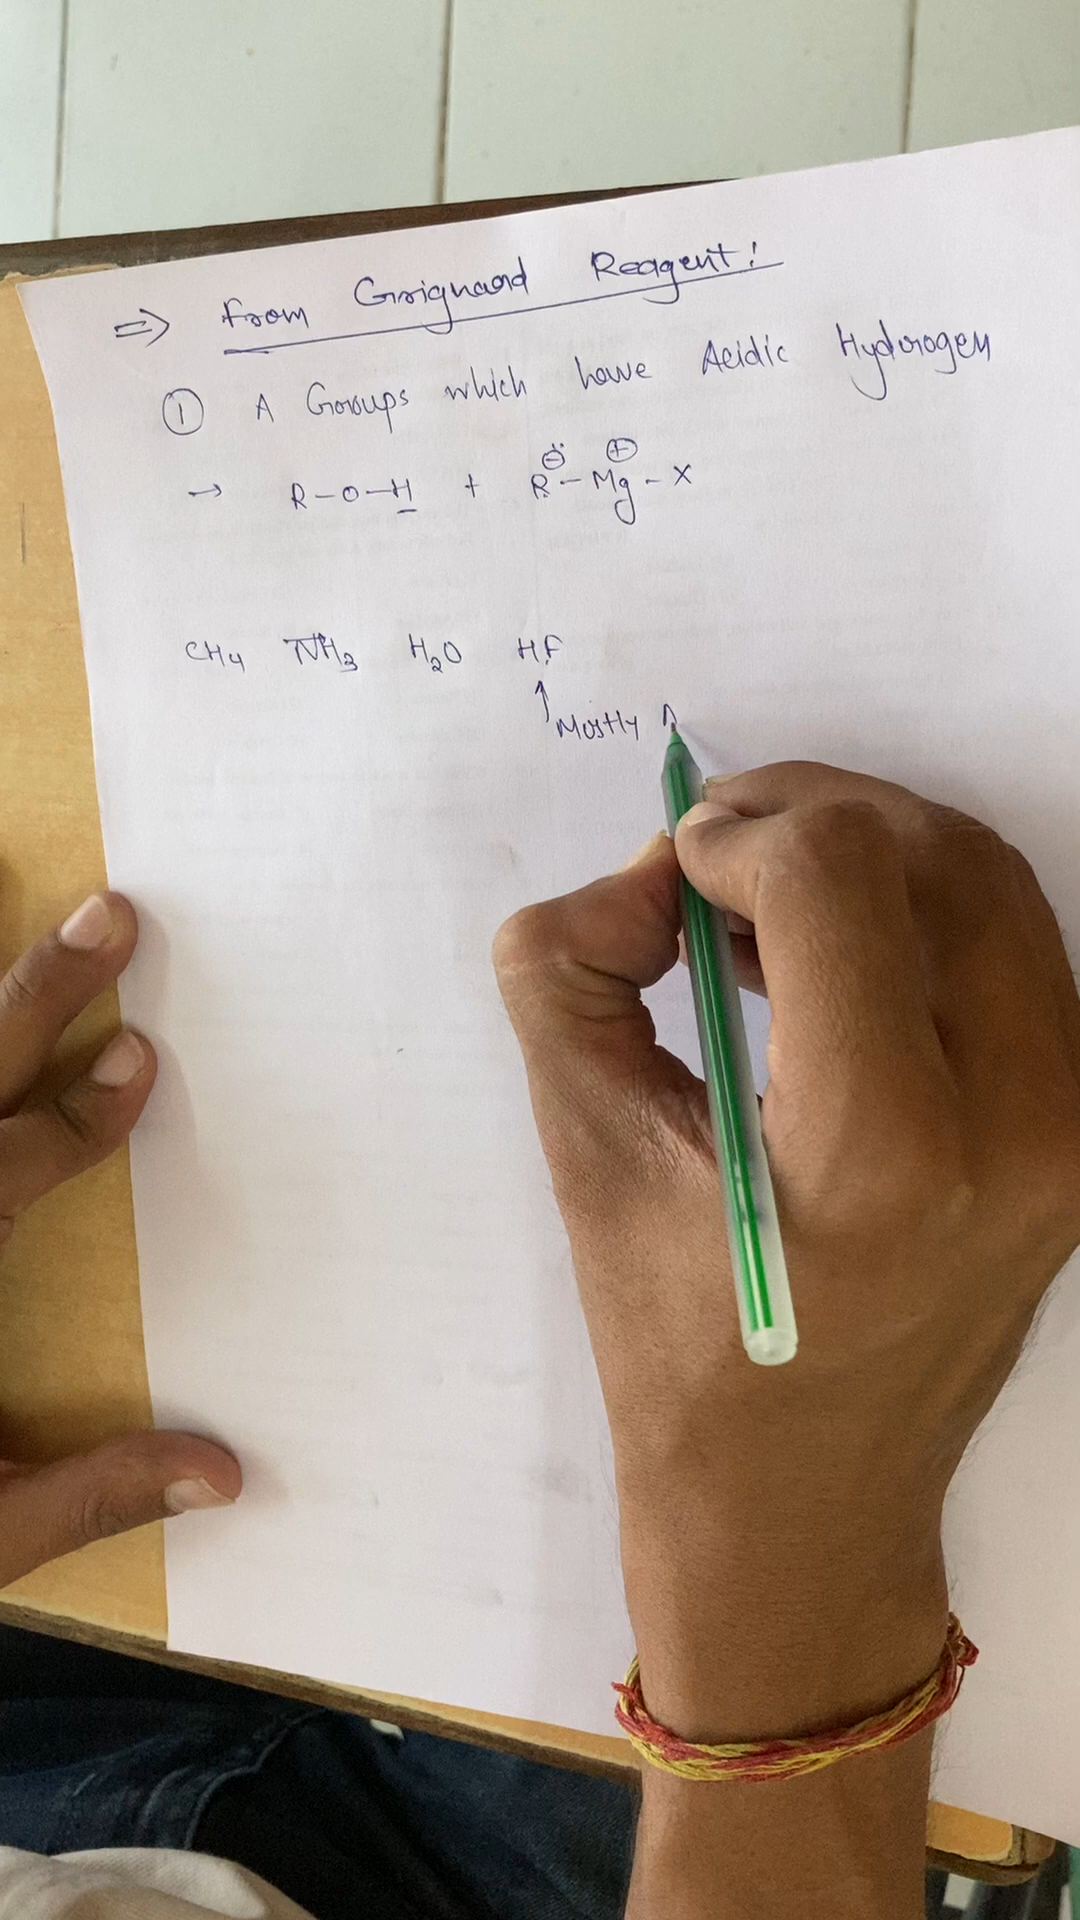 ⇒ From Grignard Reagent:
① A Groups which have Acidic Hydrogen
→ R-O-H + R⊖-Mg⊕-X
CH4 NH3 H2O HF
↑ Mostly A